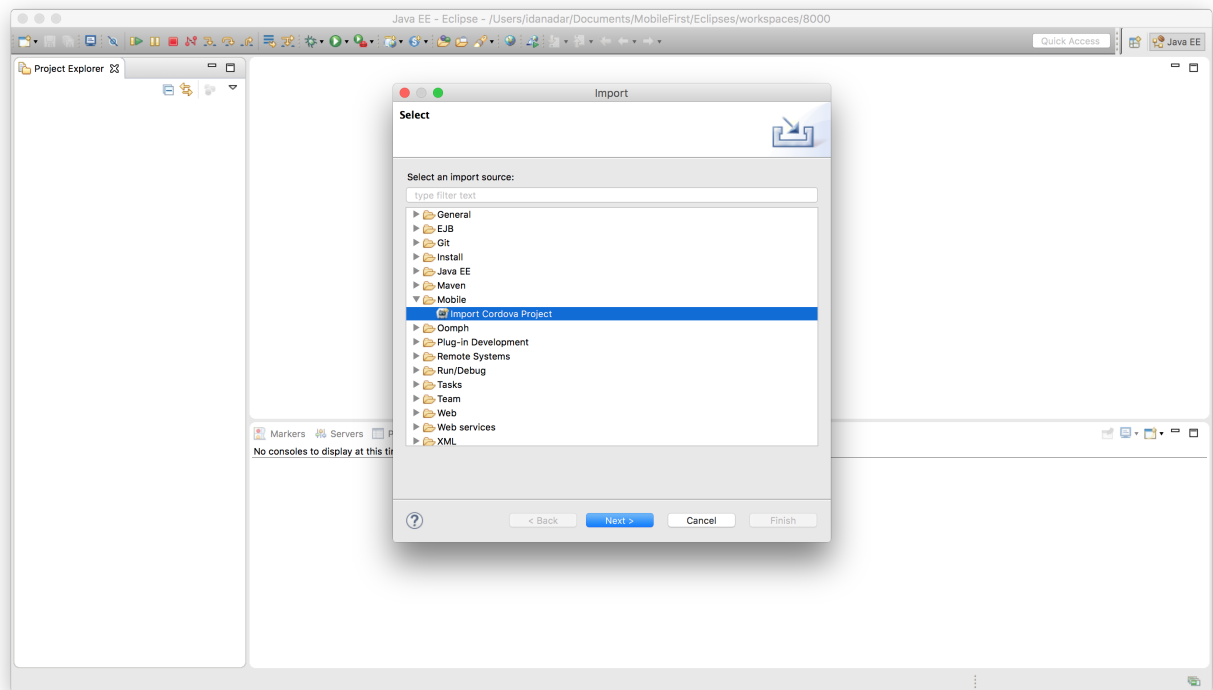 Java EE - Eclipse - /Users/idanadar/Documents/MobileFirst/Eclipses/workspaces/8000
Quick Access
Java EE
Project Explorer
Import
Select
Select an import source:
type filter text
General
EJB
Git
Install
Java EE
Maven
Mobile
Import Cordova Project
Oomph
Plug-in Development
Remote Systems
Run/Debug
Tasks
Team
Web
Web services
XML
Markers Servers P
No consoles to display at this ti
? < Back Next > Cancel Finish